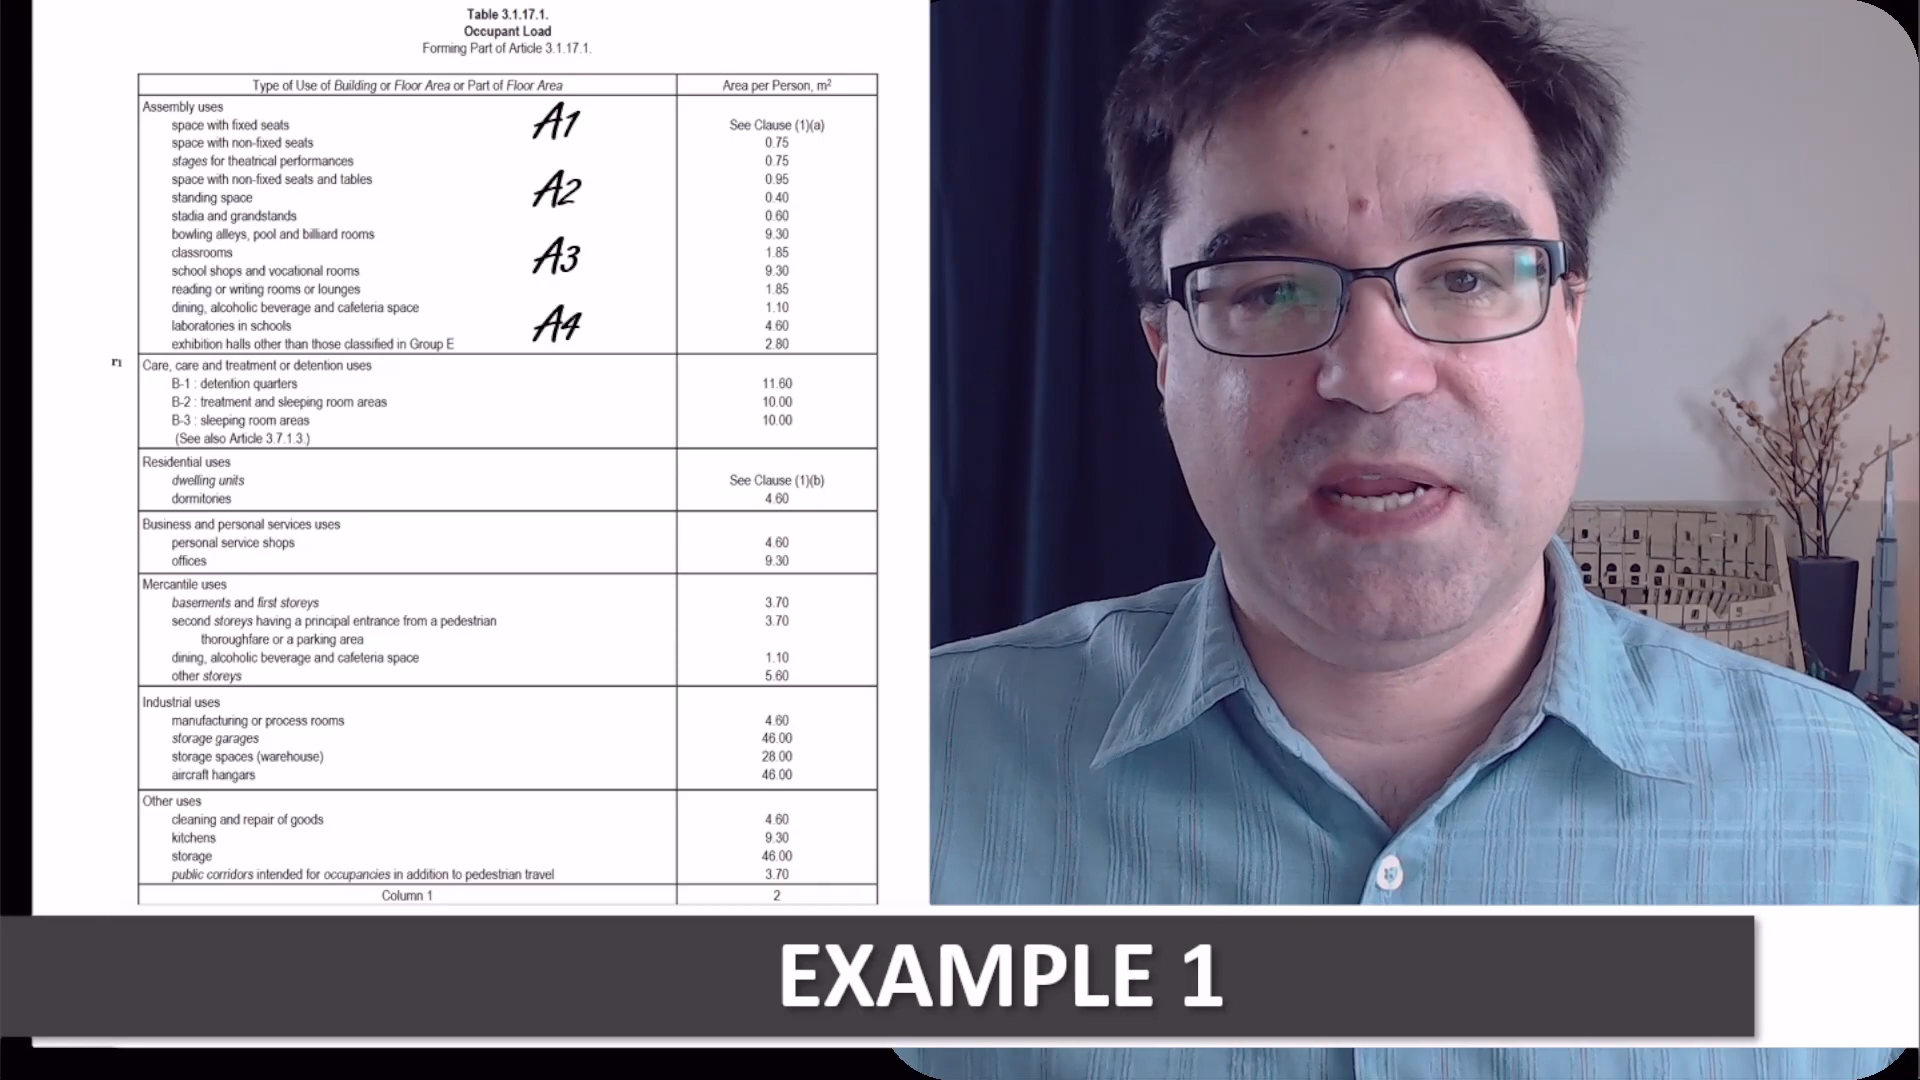 Table 3.1.17.1.
Occupant Load
Forming Part of Article 3.1.17.1.
Type of Use of Building or Floor Area or Part of Floor Area Area per Person, m²
Assembly uses
space with fixed seats See Clause (1)(a)
space with non-fixed seats 0.75
stages for theatrical performances 0.75
space with non-fixed seats and tables 0.95
standing space 0.40
stadia and grandstands 0.60
bowling alleys, pool and billiard rooms 9.30
classrooms 1.85
school shops and vocational rooms 9.30
reading or writing rooms or lounges 1.85
dining, alcoholic beverage and cafeteria space 1.10
laboratories in schools 4.60
exhibition halls other than those classified in Group E 2.80
A1
A2
A3
A4
r1
Care, care and treatment or detention uses
B-1 : detention quarters 11.60
B-2 : treatment and sleeping room areas 10.00
B-3 : sleeping room areas 10.00
(See also Article 3.7.1.3.)
Residential uses
dwelling units See Clause (1)(b)
dormitories 4.60
Business and personal services uses
personal service shops 4.60
offices 9.30
Mercantile uses
basements and first storeys 3.70
second storeys having a principal entrance from a pedestrian 3.70
thoroughfare or a parking area
dining, alcoholic beverage and cafeteria space 1.10
other storeys 5.60
Industrial uses
manufacturing or process rooms 4.60
storage garages 46.00
storage spaces (warehouse) 28.00
aircraft hangars 46.00
Other uses
cleaning and repair of goods 4.60
kitchens 9.30
storage 46.00
public corridors intended for occupancies in addition to pedestrian travel 3.70
Column 1 2
EXAMPLE 1